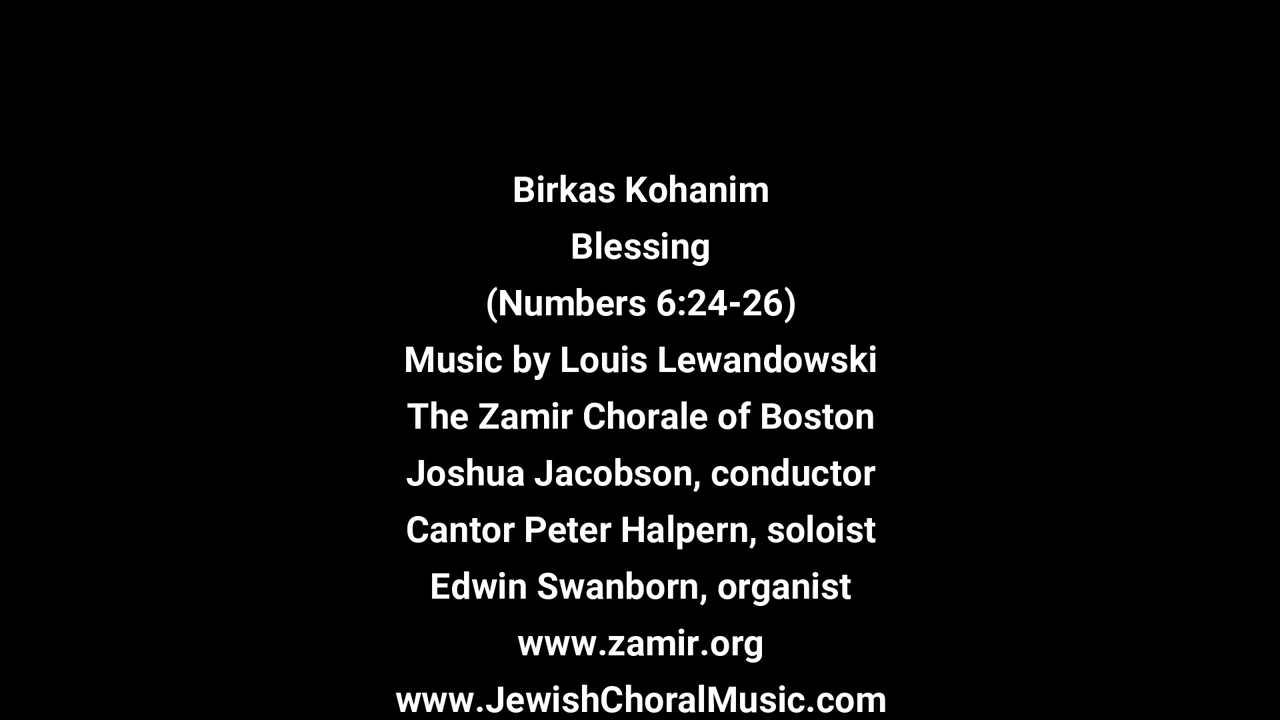 Birkas Kohanim
Blessing
(Numbers 6:24-26)
Music by Louis Lewandowski
The Zamir Chorale of Boston
Joshua Jacobson, conductor
Cantor Peter Halpern, soloist
Edwin Swanborn, organist
www.zamir.org
www.JewishChoralMusic.com